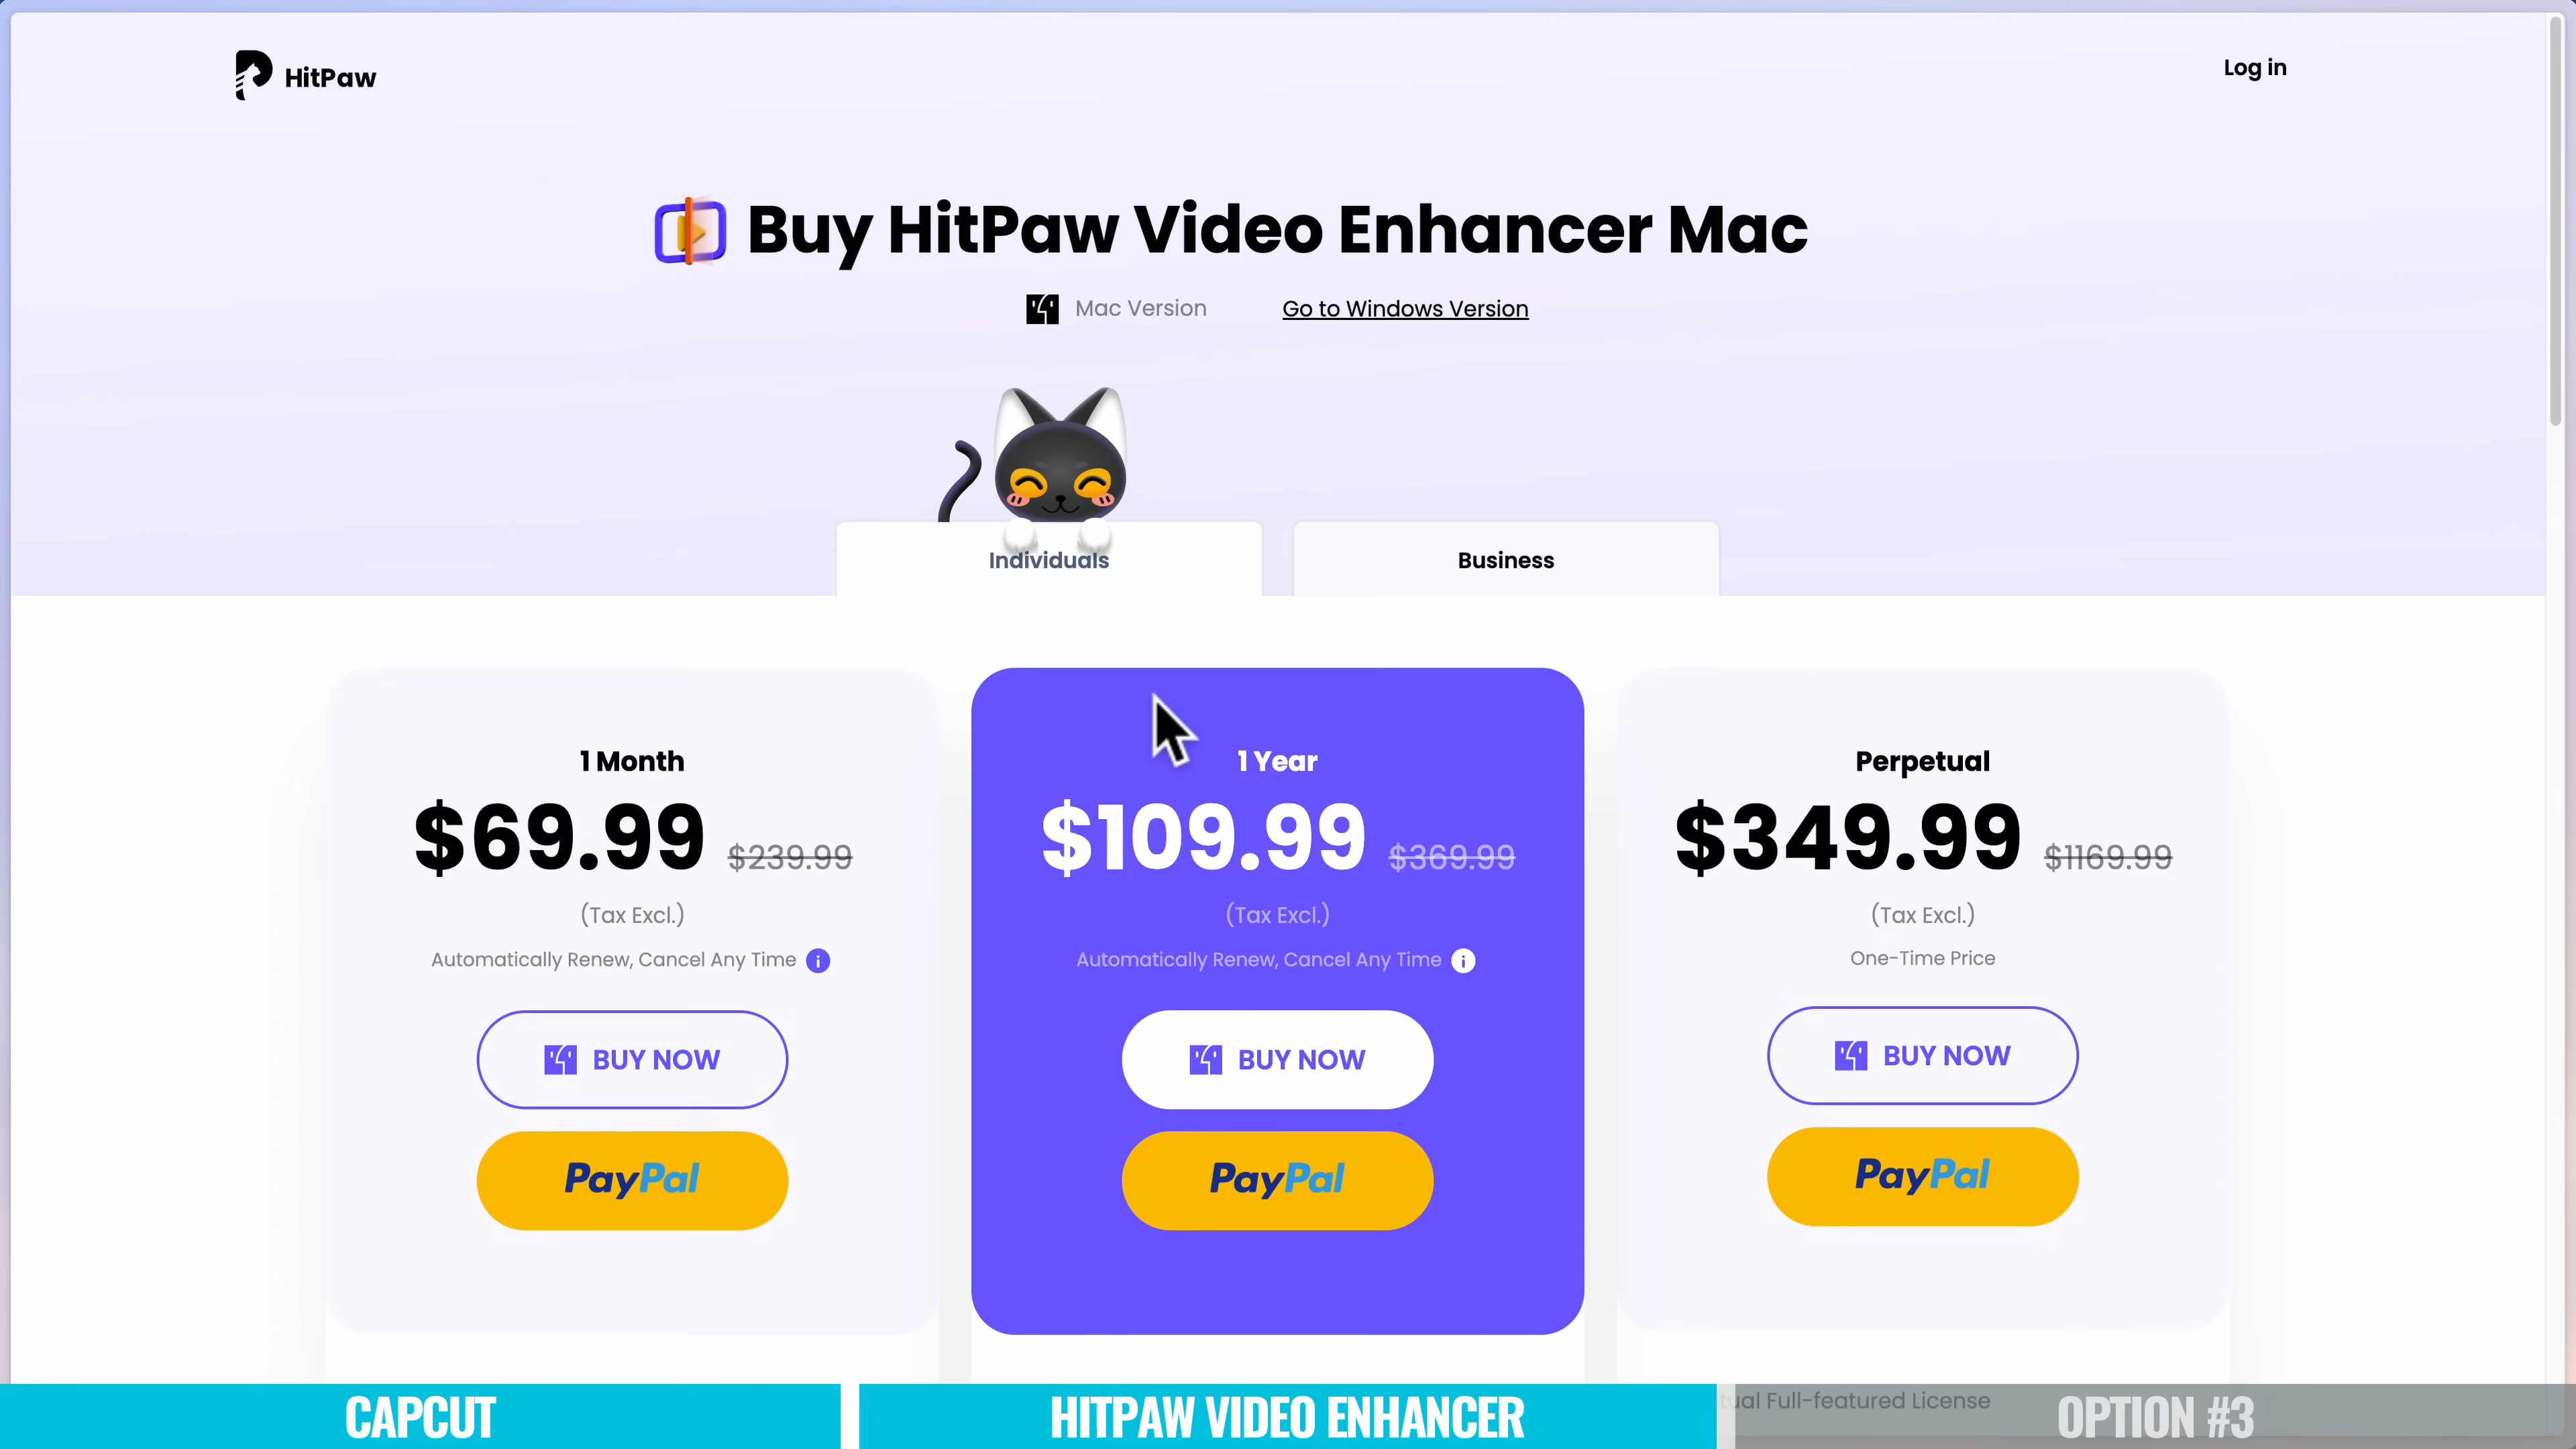 HitPaw
Log in
Buy HitPaw Video Enhancer Mac
Mac Version
Go to Windows Version
Individuals
Business
1 Month
$69.99 $239.99
(Tax Excl.)
Automatically Renew, Cancel Any Time
BUY NOW
PayPal
1 Year
$109.99 $369.99
(Tax Excl.)
Automatically Renew, Cancel Any Time
BUY NOW
PayPal
Perpetual
$349.99 $1169.99
(Tax Excl.)
One-Time Price
BUY NOW
PayPal
Full-featured License
CAPCUT
HITPAW VIDEO ENHANCER
OPTION #3